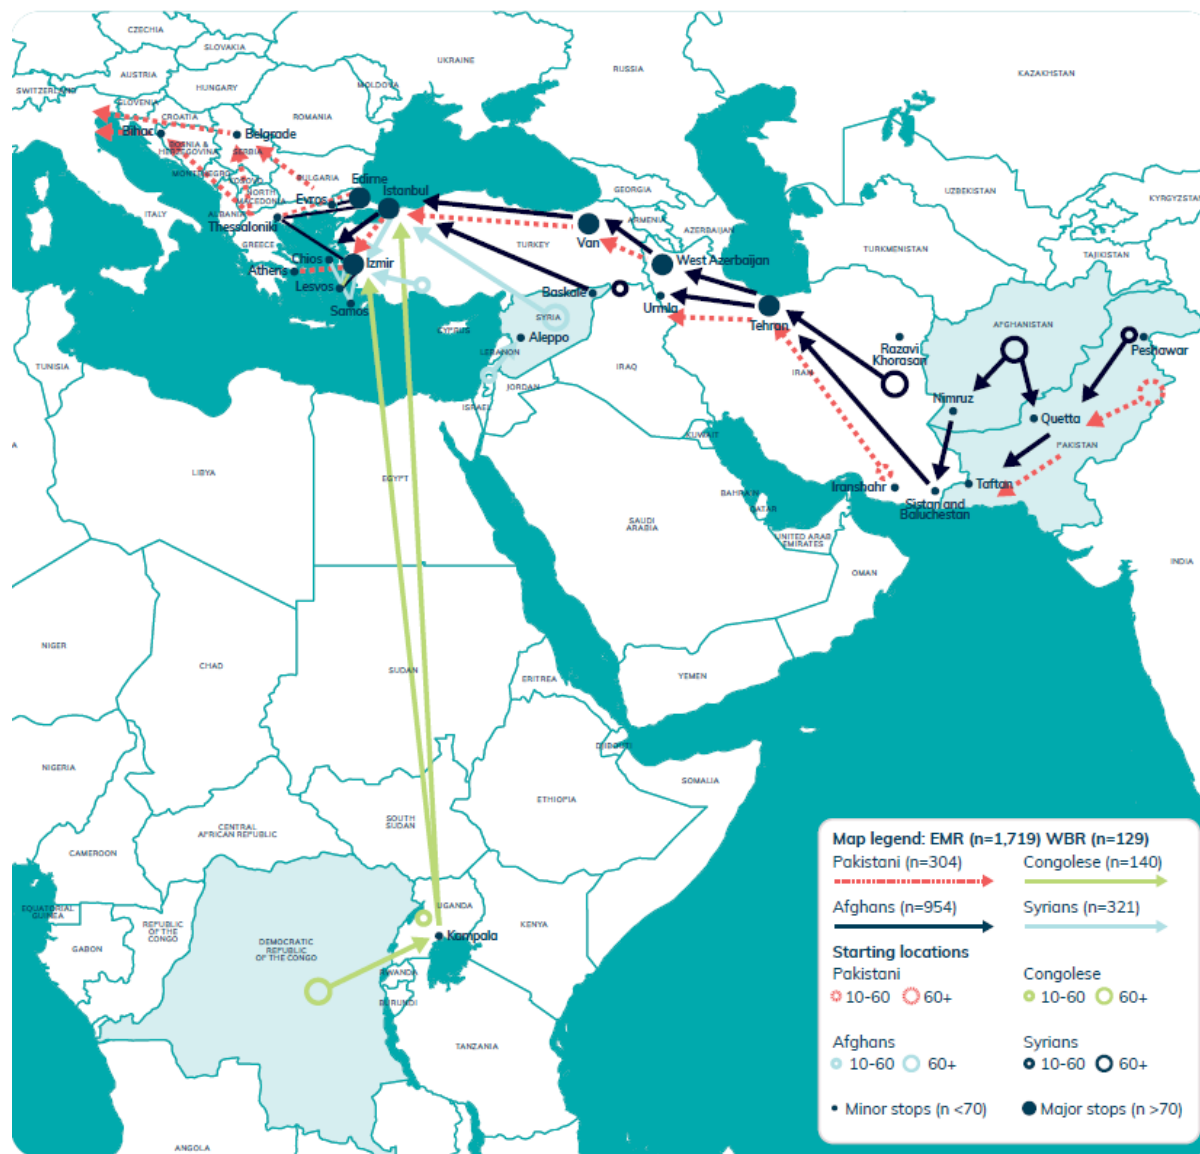 CZECHIA
SLOVAKIA
UKRAINE
RUSSIA
KAZAKHSTAN
AUSTRIA
SWITZERLAND
HUNGARY
MOLDOVA
SLOVENIA
CROATIA
ROMANIA
Bihac
Belgrade
BOSNIA &
HERZEGOVINA
SERBIA
MONTENEGRO
KOSOVO
BULGARIA
NORTH
MACEDONIA
Edirne
Istanbul
Evros
ITALY
ALBANIA
Thessaloniki
GREECE
GEORGIA
ARMENIA
AZERBAIJAN
UZBEKISTAN
KYRGYZSTAN
TURKMENISTAN
TAJIKISTAN
TURKEY
Van
West Azerbaijan
Chios
Izmir
Athens
Lesvos
Samos
Baskale
Urmia
Tehran
SYRIA
CYPRUS
Aleppo
LEBANON
AFGHANISTAN
Razavi
Khorasan
Peshawar
TUNISIA
IRAQ
IRAN
JORDAN
ISRAEL
Nimruz
Quetta
KUWAIT
PAKISTAN
LIBYA
EGYPT
BAHRAIN
QATAR
Iranshahr
Taftan
Sistan and
Baluchestan
SAUDI
ARABIA
UNITED ARAB
EMIRATES
OMAN
INDIA
NIGER
CHAD
SUDAN
ERITREA
YEMEN
DJIBOUTI
NIGERIA
SOMALIA
ETHIOPIA
CENTRAL
AFRICAN REPUBLIC
SOUTH
SUDAN
CAMEROON
EQUATORIAL
GUINEA
REPUBLIC
OF THE
CONGO
GABON
DEMOCRATIC
REPUBLIC
OF THE CONGO
UGANDA
KENYA
Kampala
RWANDA
BURUNDI
TANZANIA
ANGOLA
Map legend: EMR (n=1,719) WBR (n=129)
Pakistani (n=304)
Congolese (n=140)
Afghans (n=954)
Syrians (n=321)
Starting locations
Pakistani
Congolese
10-60 60+
10-60 60+
Afghans
Syrians
10-60 60+
10-60 60+
Minor stops (n <70)
Major stops (n >70)